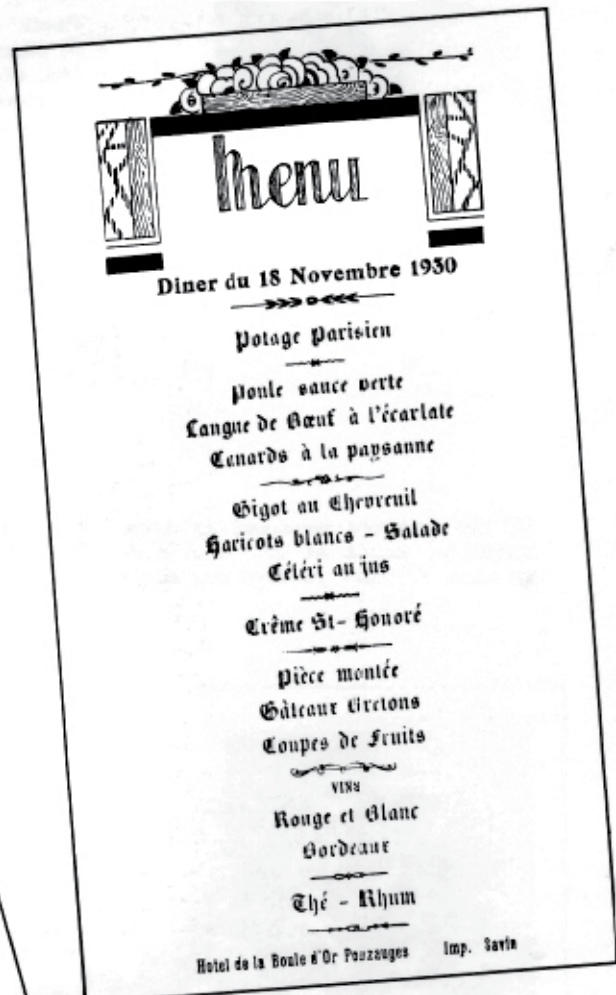 Menu
Diner du 18 Novembre 1930
Potage Parisien
Poule sauce verte
Langue de Bœuf à l'écarlate
Canards à la paysanne
Gigot au Chevreuil
Haricots blancs - Salade
Céléri au jus
Crème St-Honoré
Pièce montée
Gâteaux Bretons
Coupes de Fruits
VINS
Rouge et Blanc
Bordeaux
Thé - Rhum
Hotel de la Boule d'Or Pouzauges Imp. Savin